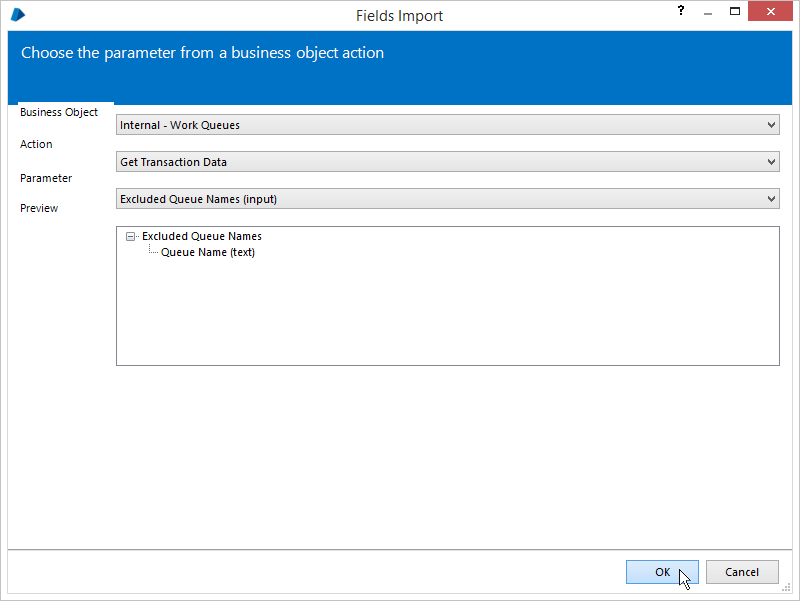 Fields Import
?
Choose the parameter from a business object action
Business Object
Internal - Work Queues
Action
Get Transaction Data
Parameter
Excluded Queue Names (input)
Preview
Excluded Queue Names
Queue Name (text)
OK
Cancel